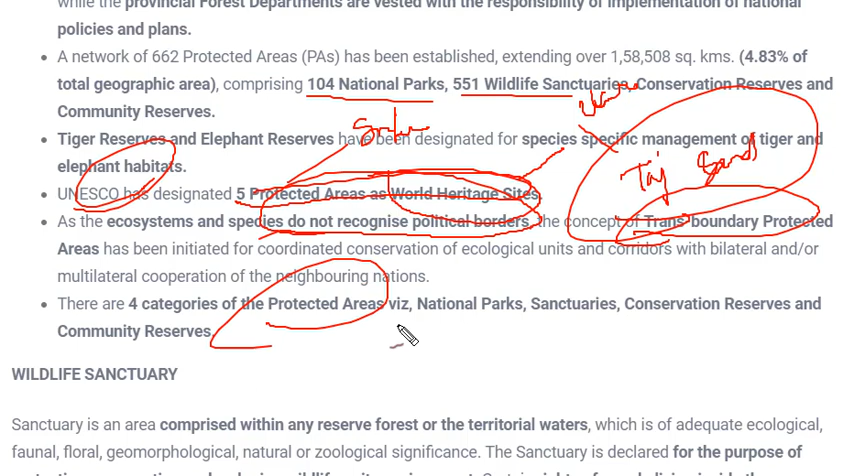 while the provincial Forest Departments are vested with the responsibility of implementation of national
policies and plans.
A network of 662 Protected Areas (PAs) has been established, extending over 1,58,508 sq. kms. (4.83% of
total geographic area), comprising 104 National Parks, 551 Wildlife Sanctuaries, Conservation Reserves and
Community Reserves.
Tiger Reserves and Elephant Reserves have been designated for species specific management of tiger and
elephant habitats.
UNESCO has designated 5 Protected Areas as World Heritage Sites.
As the ecosystems and species do not recognise political borders, the concept of Trans-boundary Protected
Areas has been initiated for coordinated conservation of ecological units and corridors with bilateral and/or
multilateral cooperation of the neighbouring nations.
There are 4 categories of the Protected Areas viz, National Parks, Sanctuaries, Conservation Reserves and
Community Reserves.
WILDLIFE SANCTUARY
Sanctuary is an area comprised within any reserve forest or the territorial waters, which is of adequate ecological,
faunal, floral, geomorphological, natural or zoological significance. The Sanctuary is declared for the purpose of